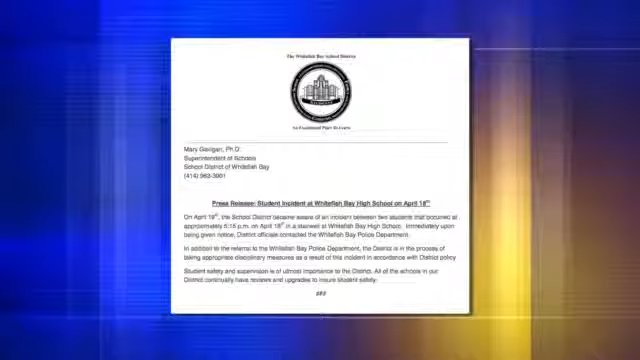 The Whitefish Bay School District
An Exceptional Place To Learn
Mary Gavigan, Ph.D.
Superintendent of Schools
School District of Whitefish Bay
(414) 963-3901
Press Release: Student Incident at Whitefish Bay High School on April 18th
On April 19th, the School District became aware of an incident between two students that occurred at
approximately 5:15 p.m. on April 18th in a stairwell at Whitefish Bay High School. Immediately upon
being given notice, District officials contacted the Whitefish Bay Police Department.
In addition to the referral to the Whitefish Bay Police Department, the District is in the process of
taking appropriate disciplinary measures as a result of this incident in accordance with District policy
Student safety and supervision is of utmost importance to the District. All of the schools in our
District continually have reviews and upgrades to insure student safety.
###